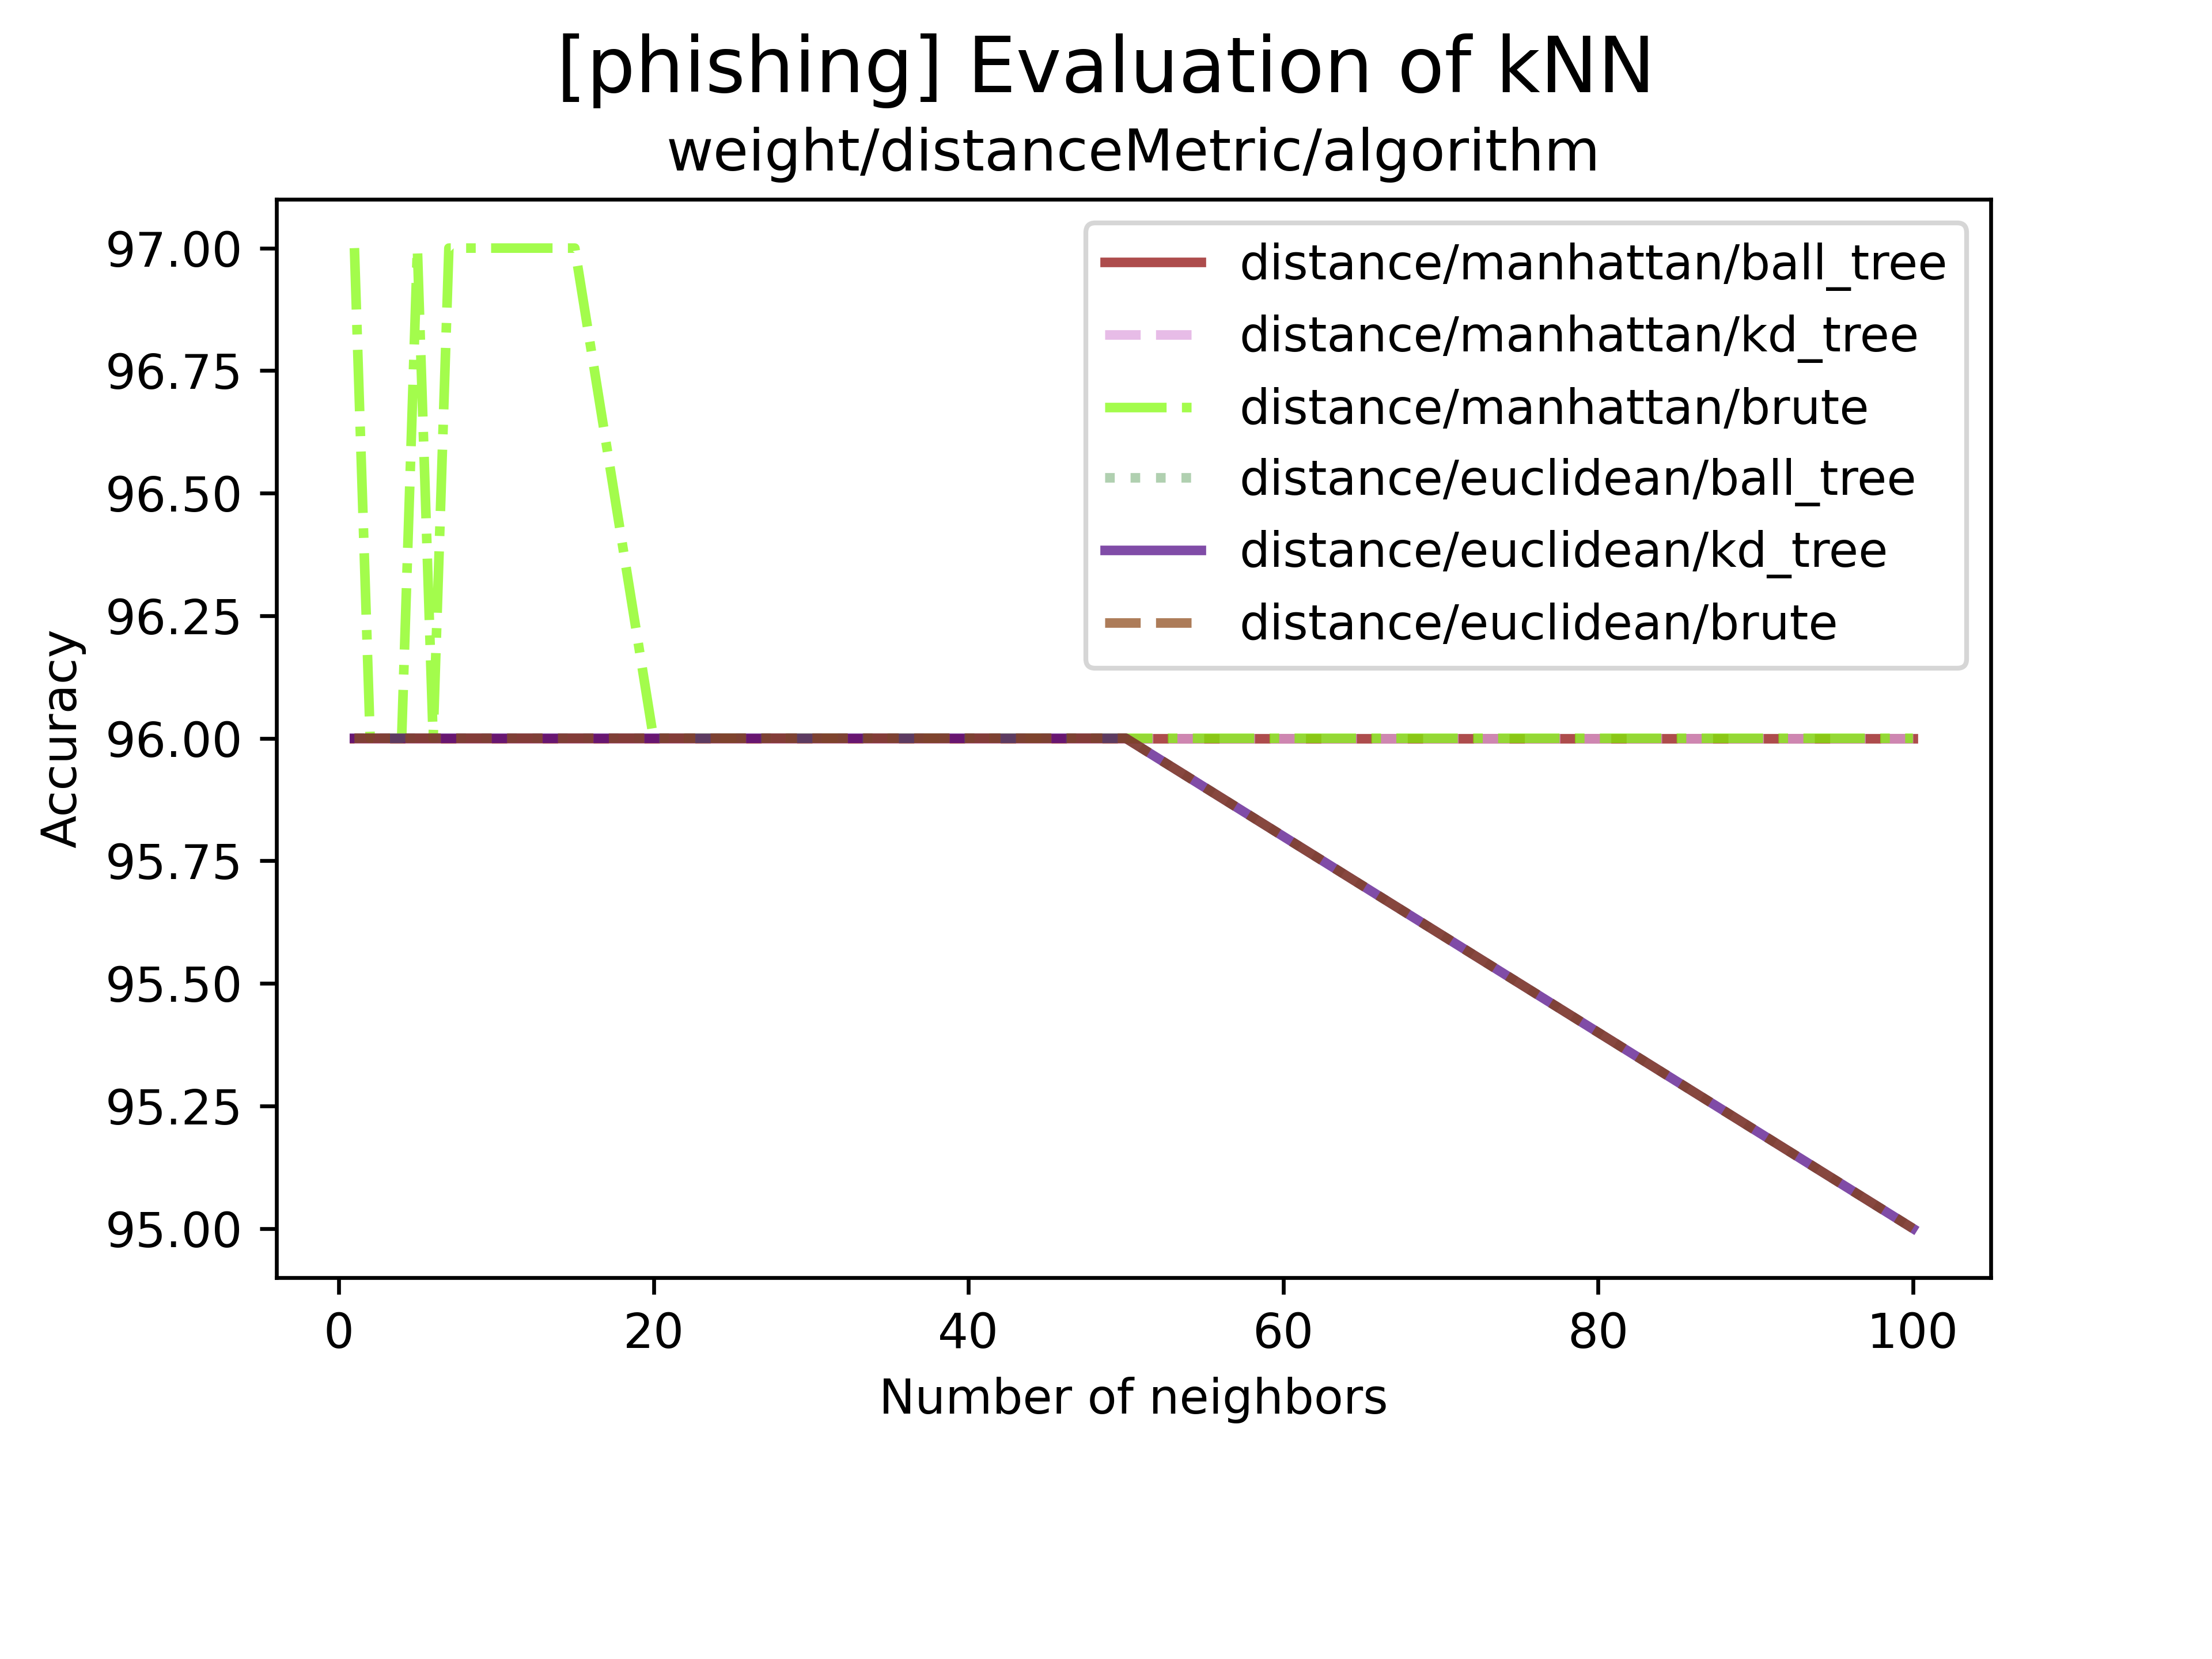 [phishing] Evaluation of kNN
weight/distanceMetric/algorithm
97.00
96.75
96.50
96.25
96.00
95.75
95.50
95.25
95.00
Accuracy
distance/manhattan/ball_tree
distance/manhattan/kd_tree
distance/manhattan/brute
distance/euclidean/ball_tree
distance/euclidean/kd_tree
distance/euclidean/brute
0 20 40 60 80 100
Number of neighbors